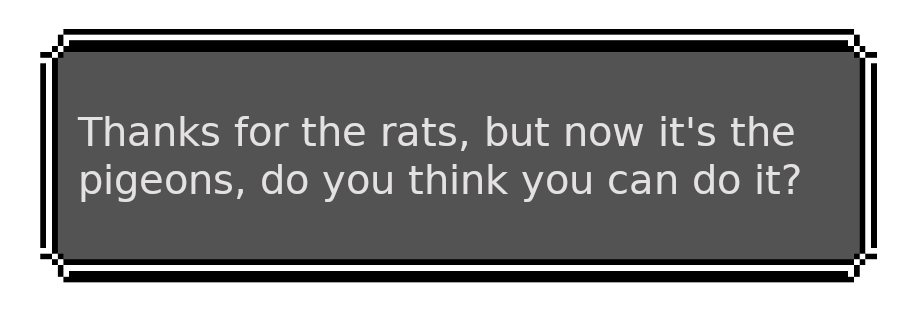 Thanks for the rats, but now it's the
pigeons, do you think you can do it?